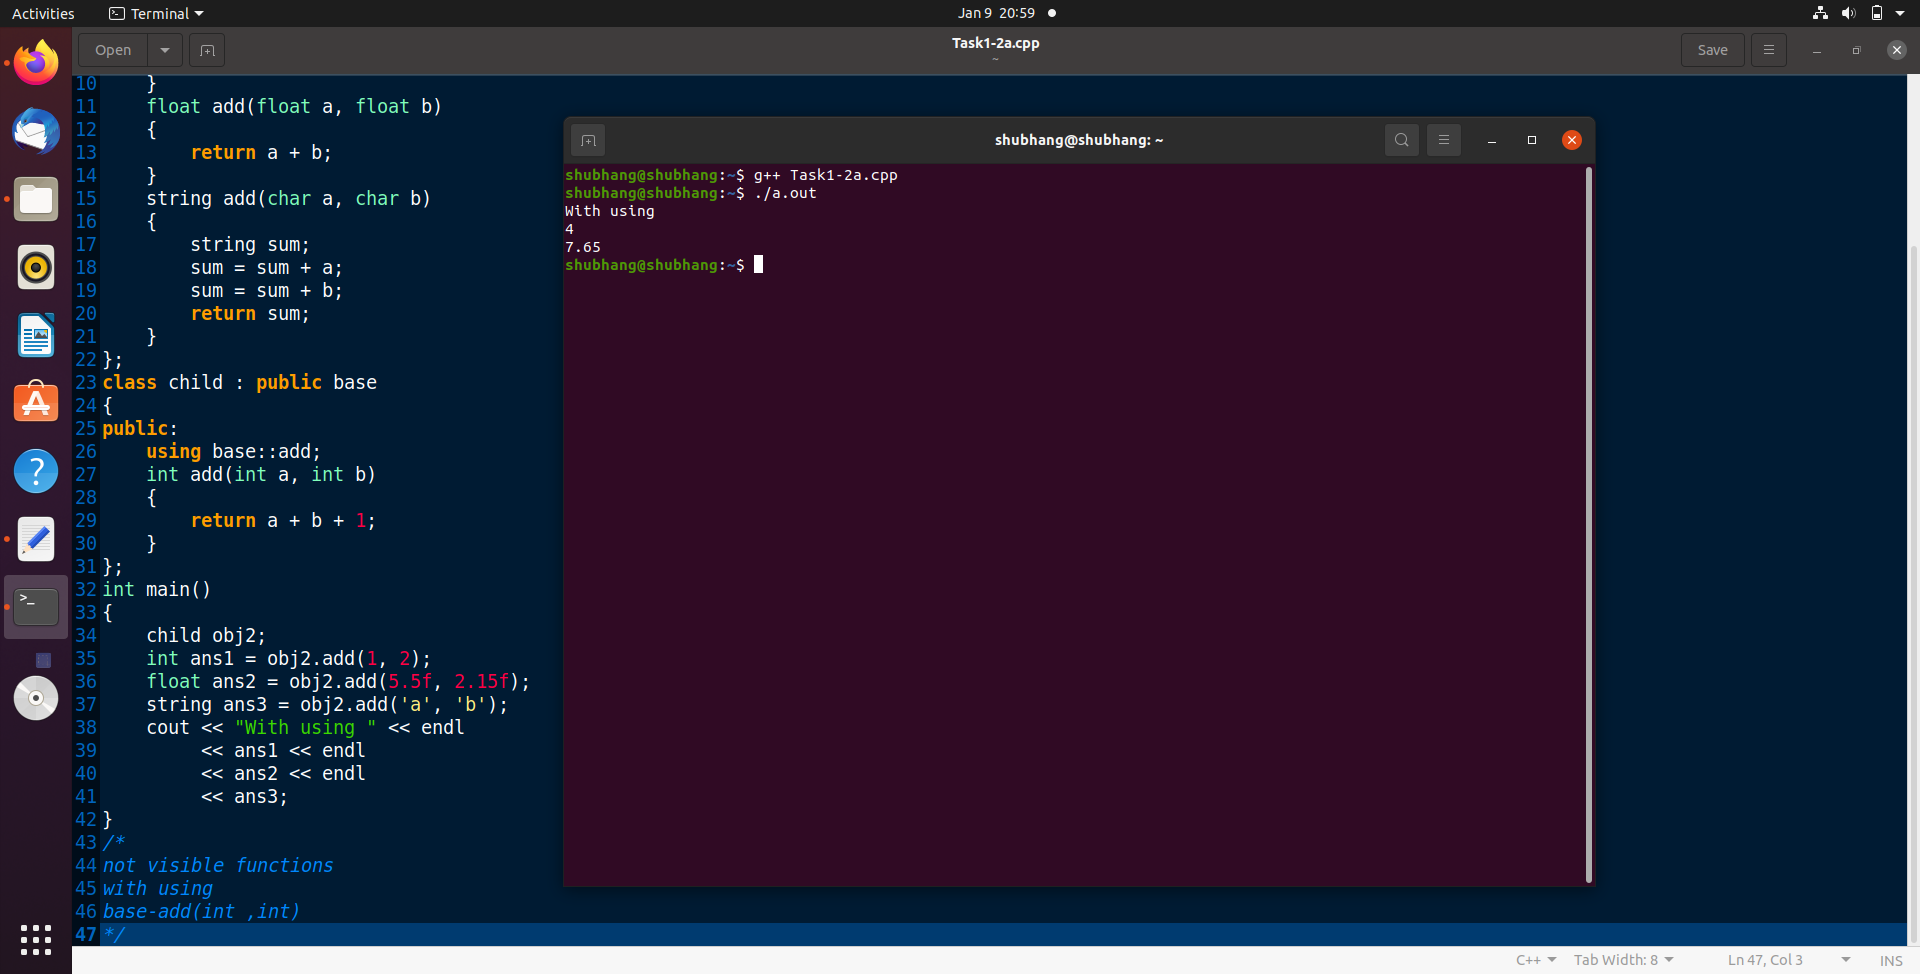 Activities
Terminal
Jan 9 20:59
Open
Task1-2a.cpp
~
Save
10 }
11 float add(float a, float b)
12 {
13 return a + b;
14 }
15 string add(char a, char b)
16 {
17 string sum;
18 sum = sum + a;
19 sum = sum + b;
20 return sum;
21 }
22 };
23 class child : public base
24 {
25 public:
26 using base::add;
27 int add(int a, int b)
28 {
29 return a + b + 1;
30 }
31 };
32 int main()
33 {
34 child obj2;
35 int ans1 = obj2.add(1, 2);
36 float ans2 = obj2.add(5.5f, 2.15f);
37 string ans3 = obj2.add('a', 'b');
38 cout << "With using " << endl
39 << ans1 << endl
40 << ans2 << endl
41 << ans3;
42 }
43 /*
44 not visible functions
45 with using
46 base-add(int ,int)
47 */
shubhang@shubhang: ~
shubhang@shubhang:~$ g++ Task1-2a.cpp
shubhang@shubhang:~$ ./a.out
With using
4
7.65
shubhang@shubhang:~$
C++
Tab Width: 8
Ln 47, Col 3
INS